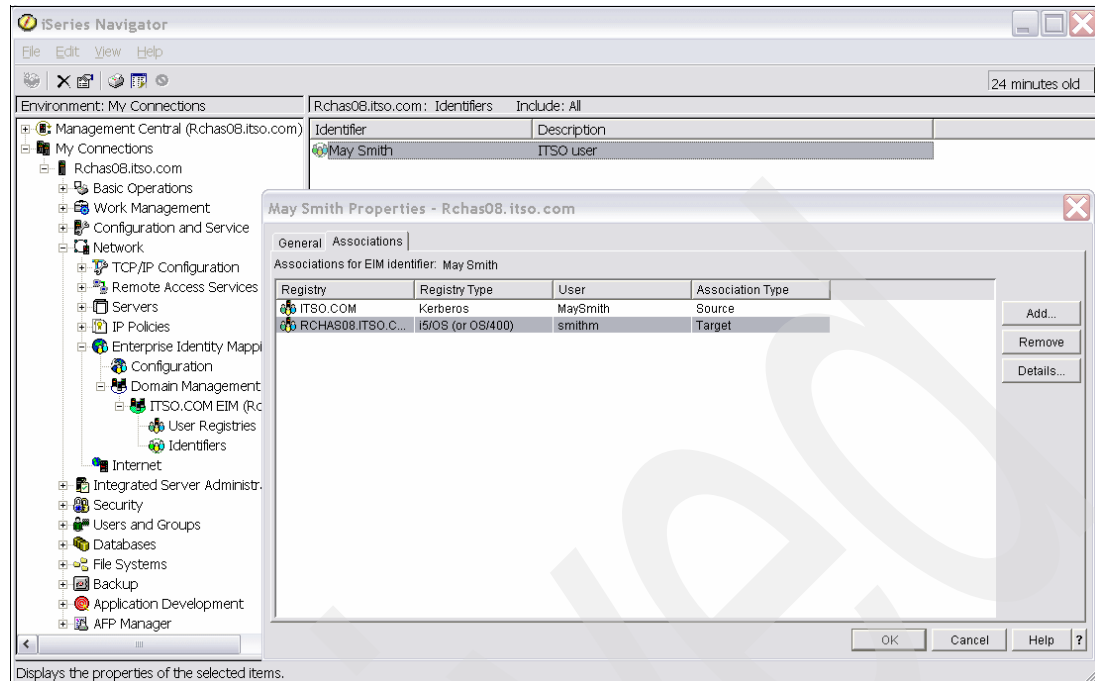 iSeries Navigator
File Edit View Help
24 minutes old
Environment: My Connections
Rchas08.itso.com: Identifiers Include: All
Management Central (Rchas08.itso.com)
My Connections
Rchas08.itso.com
Basic Operations
Work Management
Configuration and Service
Network
TCP/IP Configuration
Remote Access Services
Servers
IP Policies
Enterprise Identity Mappi
Configuration
Domain Management
ITSO.COM EIM (Rc
User Registries
Identifiers
Internet
Integrated Server Administr
Security
Users and Groups
Databases
File Systems
Backup
Application Development
AFP Manager
Identifier Description
May Smith ITSO user
May Smith Properties - Rchas08.itso.com
General Associations
Associations for EIM identifier: May Smith
Registry Registry Type User Association Type
ITSO.COM Kerberos MaySmith Source
RCHAS08.ITSO.C... i5/OS (or OS/400) smithm Target
Add...
Remove
Details...
OK Cancel Help ?
Displays the properties of the selected items.